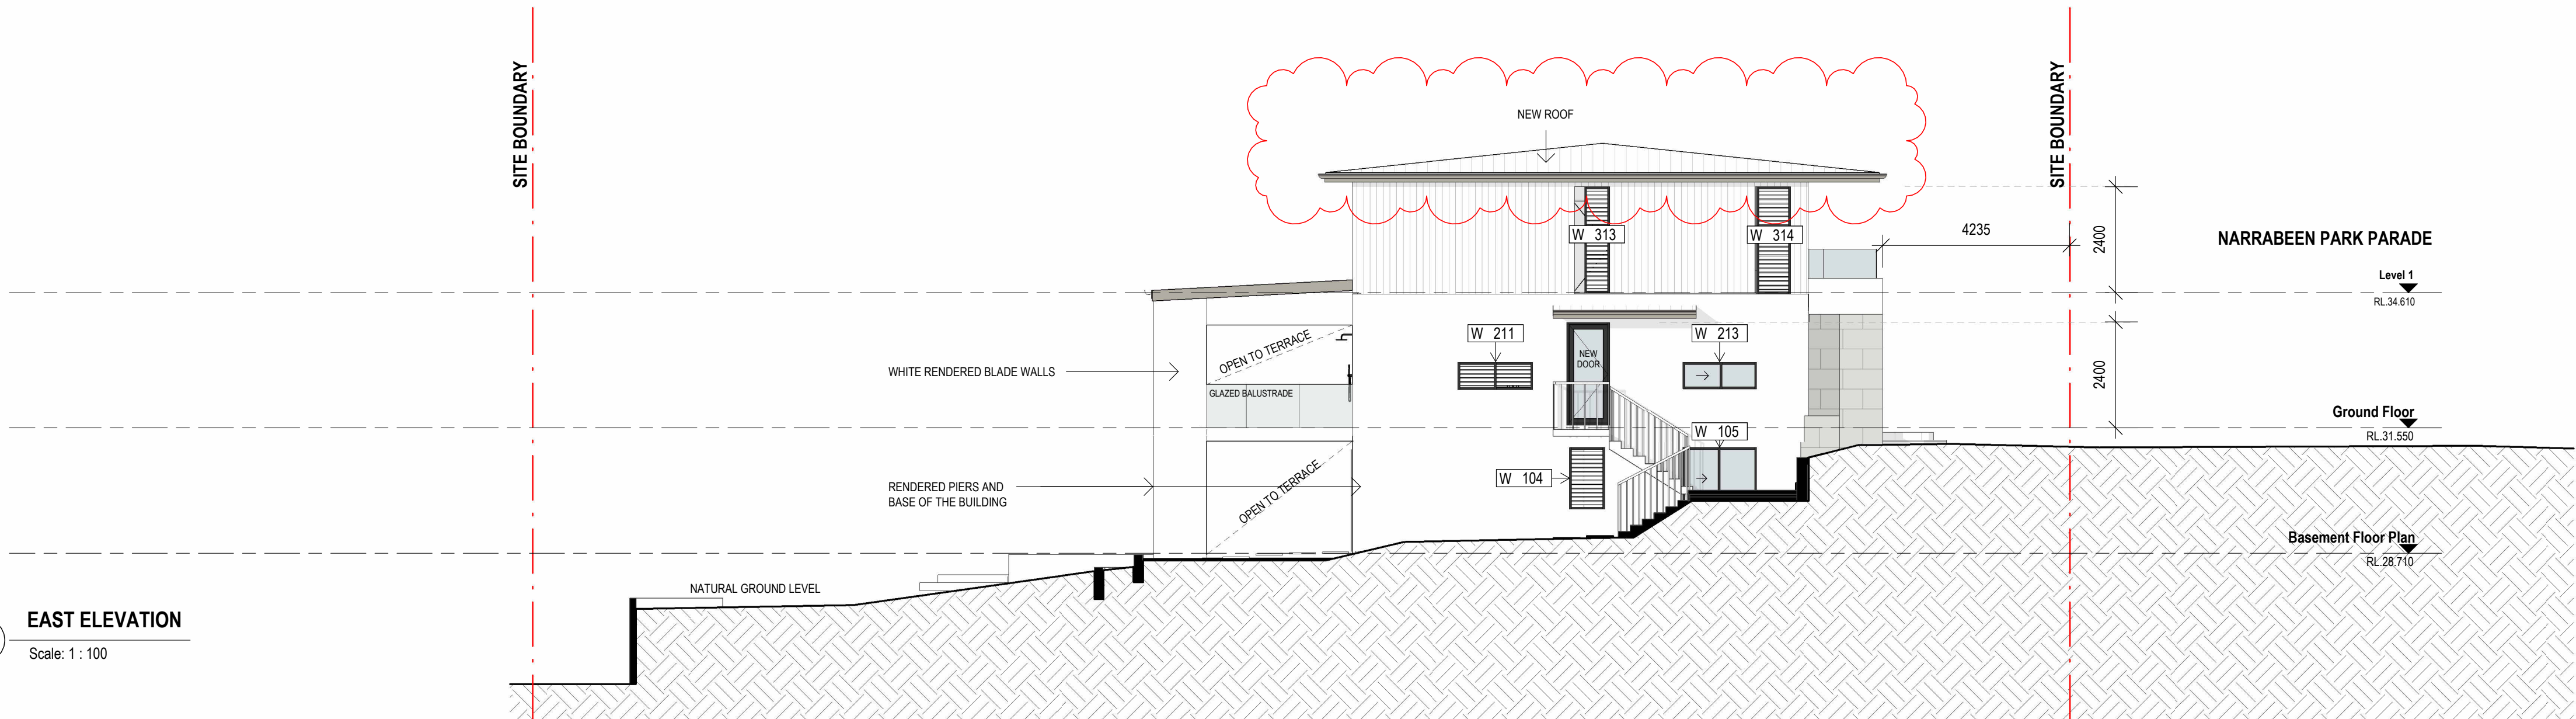 SITE BOUNDARY
SITE BOUNDARY
NEW ROOF
W 313
W 314
4235
2400
NARRABEEN PARK PARADE
Level 1
RL.34.610
W 211
W 213
OPEN TO TERRACE
NEW
DOOR
WHITE RENDERED BLADE WALLS
2400
GLAZED BALUSTRADE
Ground Floor
RL.31.550
W 105
W 104
OPEN TO TERRACE
RENDERED PIERS AND
BASE OF THE BUILDING
Basement Floor Plan
RL.28.710
NATURAL GROUND LEVEL
EAST ELEVATION
Scale: 1 : 100